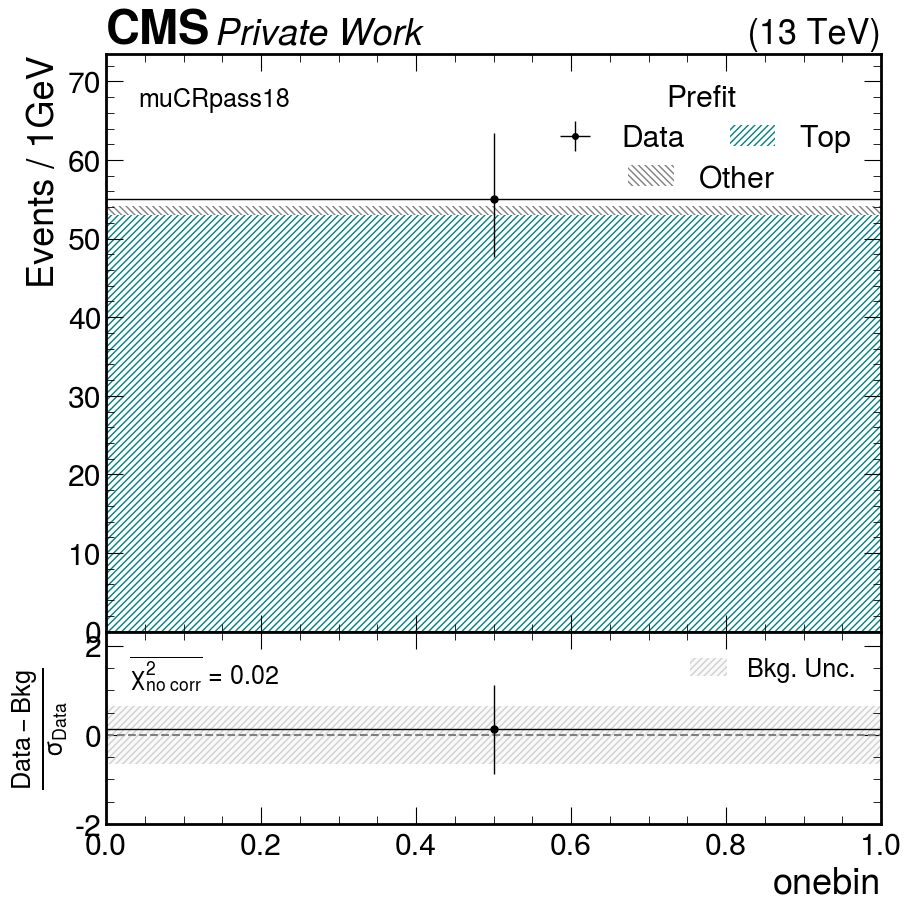 CMS Private Work (13 TeV)
Events / 1GeV
muCRpass18
Prefit
Data Top
Other
70
60
50
40
30
20
10
0
χ²no corr = 0.02
Bkg. Unc.
Data – Bkg
σData
2
0
-2
0.0 0.2 0.4 0.6 0.8 1.0
onebin